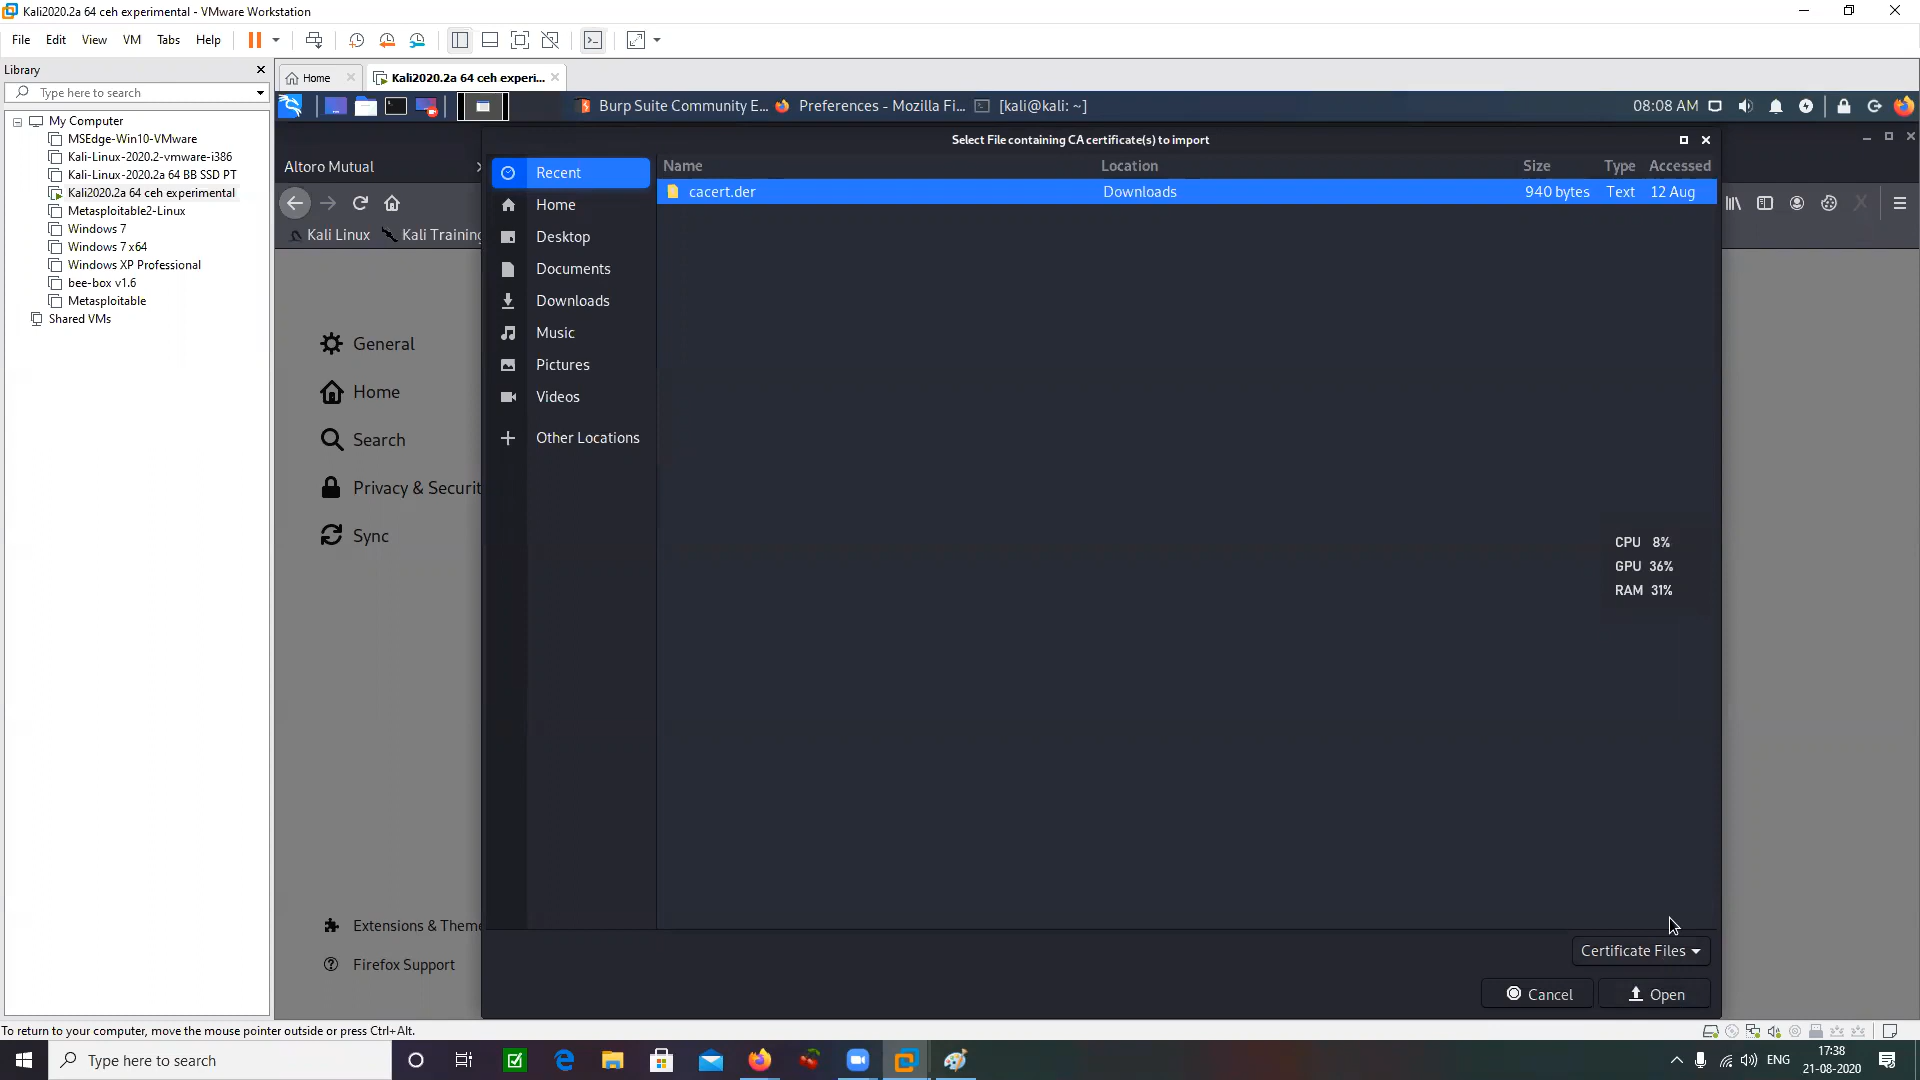 Kali2020.2a 64 ceh experimental - VMware Workstation
File Edit View VM Tabs Help
Library
Type here to search
My Computer
MSEdge-Win10-VMware
Kali-Linux-2020.2-vmware-i386
Kali-Linux-2020.2a 64 BB SSD PT
Kali2020.2a 64 ceh experimental
Metasploitable2-Linux
Windows 7
Windows 7 x64
Windows XP Professional
bee-box v1.6
Metasploitable
Shared VMs
Home Kali2020.2a 64 ceh experi...
Burp Suite Community E... Preferences - Mozilla Fi... [kali@kali: ~] 08:08 AM
Altoro Mutual
Kali Linux Kali Training
General
Home
Search
Privacy & Securit
Sync
Extensions & Theme
Firefox Support
Select File containing CA certificate(s) to import
Recent
Home
Desktop
Documents
Downloads
Music
Pictures
Videos
Other Locations
Name Location Size Type Accessed
cacert.der Downloads 940 bytes Text 12 Aug
CPU 8%
GPU 36%
RAM 31%
Certificate Files
Cancel Open
To return to your computer, move the mouse pointer outside or press Ctrl+Alt.
Type here to search
ENG
17:38
21-08-2020